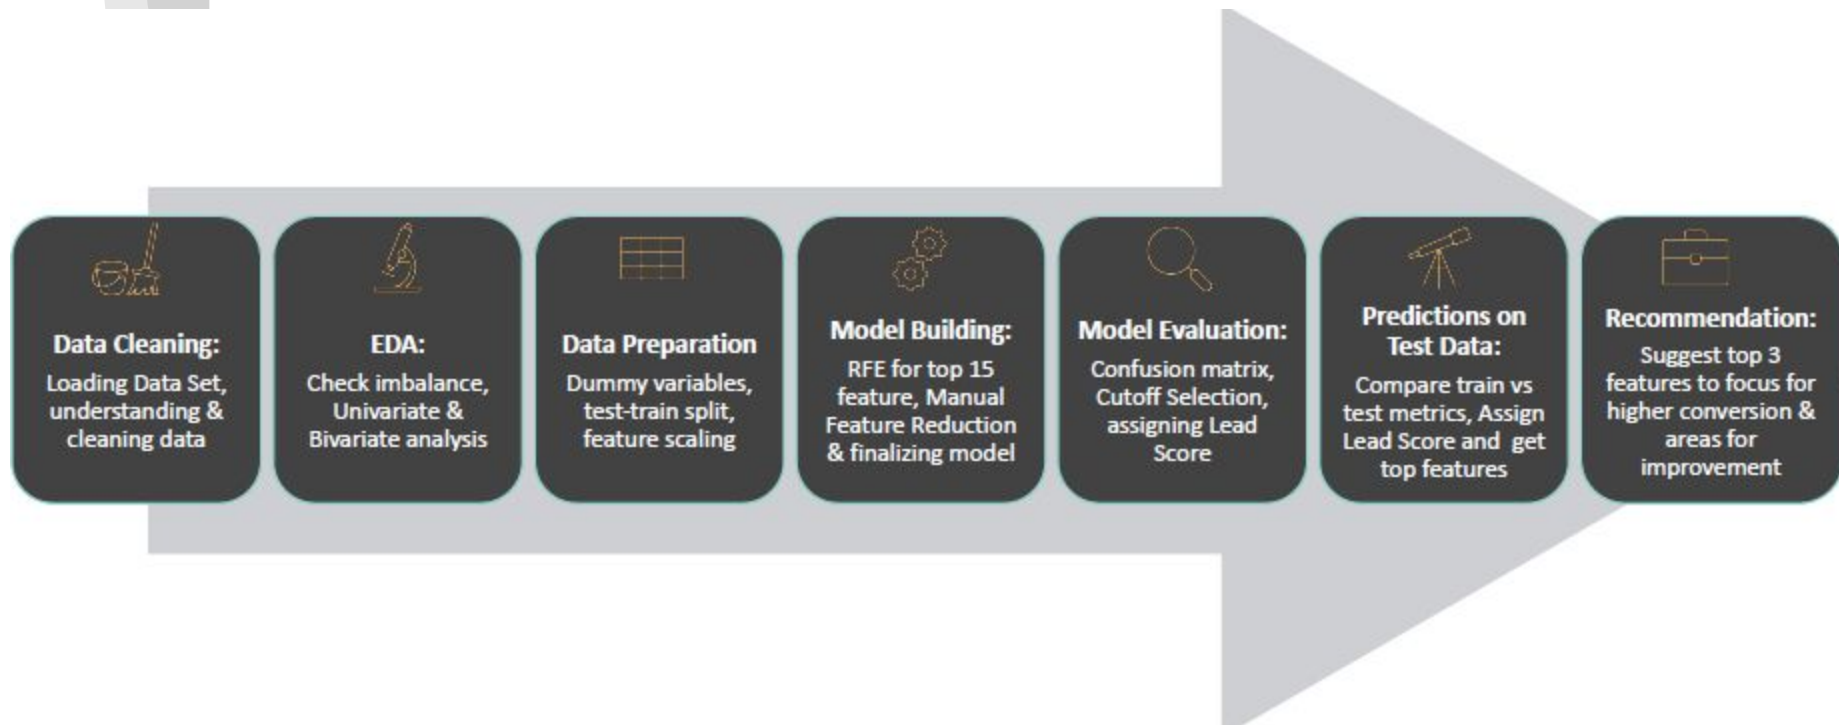 Data Cleaning:
Loading Data Set,
understanding &
cleaning data
EDA:
Check imbalance,
Univariate &
Bivariate analysis
Data Preparation
Dummy variables,
test-train split,
feature scaling
Model Building:
RFE for top 15
feature, Manual
Feature Reduction
& finalizing model
Model Evaluation:
Confusion matrix,
Cutoff Selection,
assigning Lead
Score
Predictions on
Test Data:
Compare train vs
test metrics, Assign
Lead Score and  get
top features
Recommendation:
Suggest top 3
features to focus for
higher conversion &
areas for
improvement